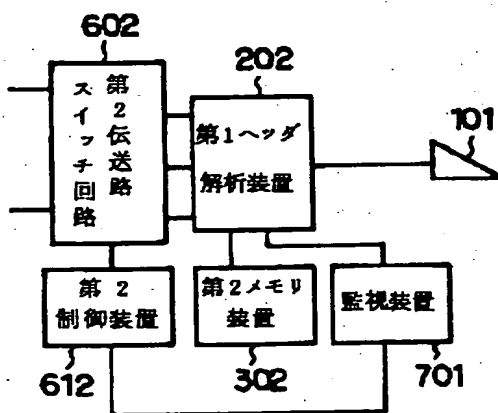 602
第2伝送路
スイッチ回路
202
第1ヘッダ
解析装置
101
第2
制御装置
612
第2メモリ
装置
302
監視装置
701